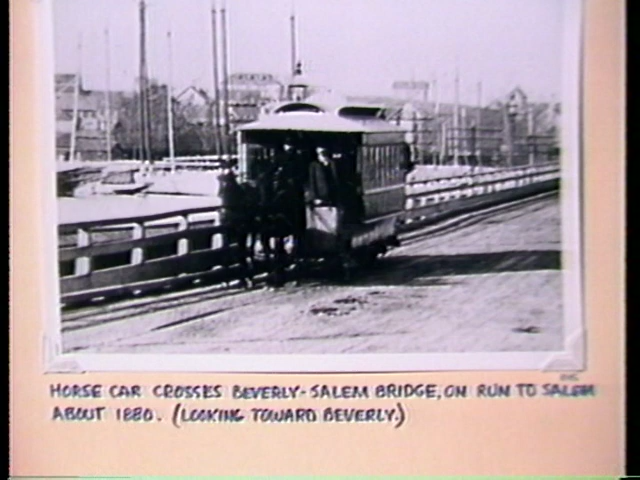 HORSE CAR CROSSES BEVERLY-SALEM BRIDGE, ON RUN TO SALEM
ABOUT 1880. (LOOKING TOWARD BEVERLY.)